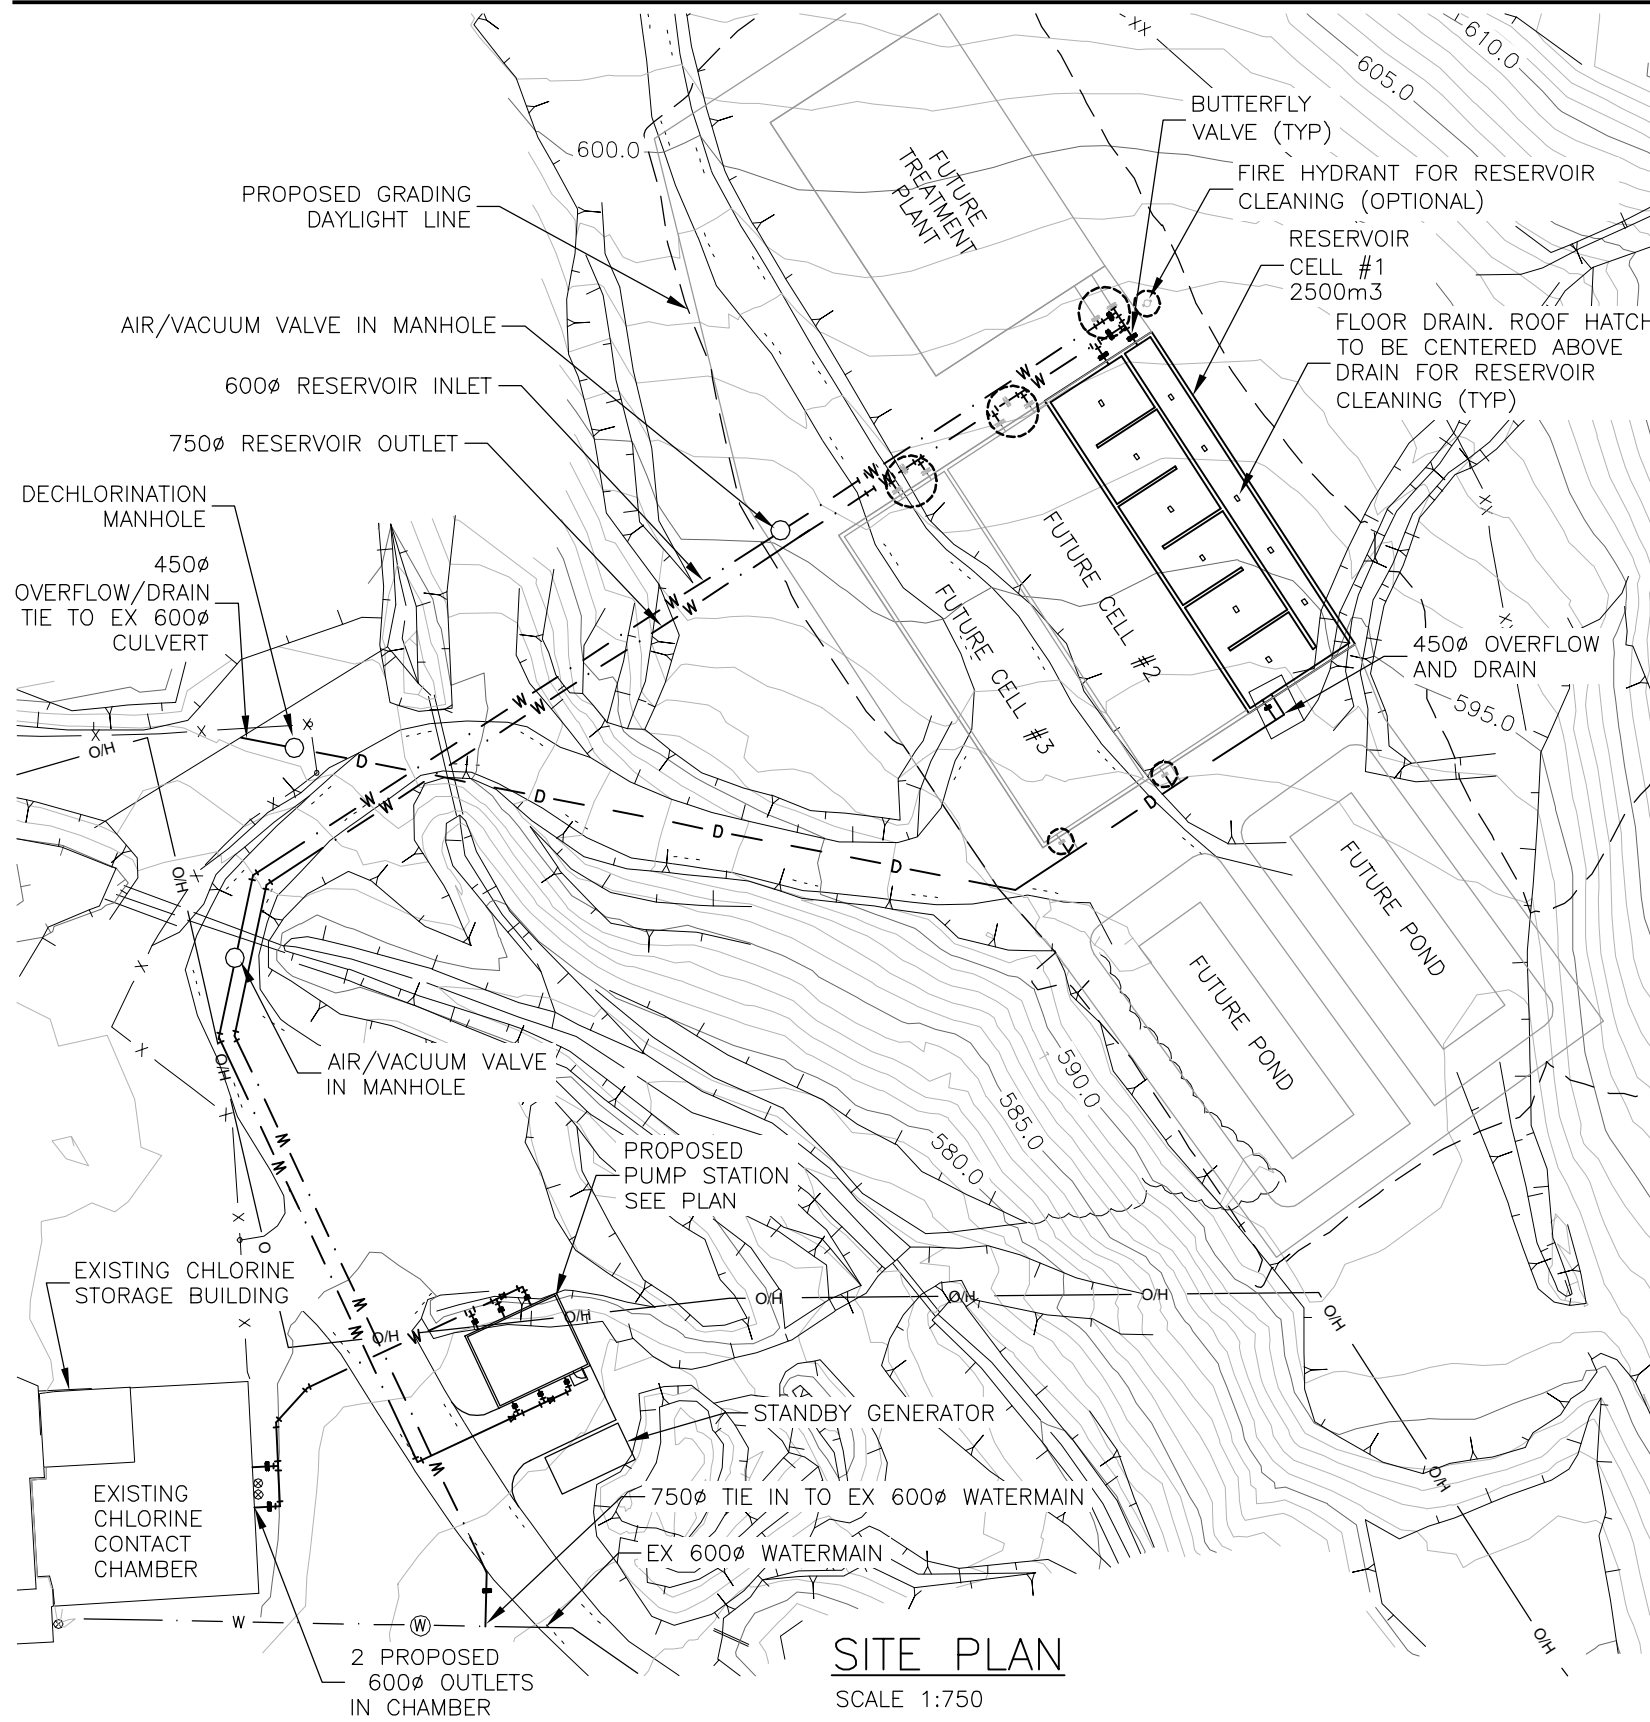 XX
610.0
605.0
BUTTERFLY
VALVE (TYP)
600.0
FUTURE
TREATMENT
PLANT
FIRE HYDRANT FOR RESERVOIR
CLEANING (OPTIONAL)
PROPOSED GRADING
DAYLIGHT LINE
RESERVOIR
CELL #1
2500m3
FLOOR DRAIN. ROOF HATCH
TO BE CENTERED ABOVE
DRAIN FOR RESERVOIR
CLEANING (TYP)
AIR/VACUUM VALVE IN MANHOLE
600ø RESERVOIR INLET
W
W
750ø RESERVOIR OUTLET
W
W
DECHLORINATION
MANHOLE
XX
450ø
OVERFLOW/DRAIN
TIE TO EX 600ø
CULVERT
FUTURE CELL #2
FUTURE CELL #3
W
W
XX
450ø OVERFLOW
AND DRAIN
595.0
W
W
X
X
X
O/H
D
X
W
W
D
D
D
D
O/H
X
FUTURE POND
FUTURE POND
X
X
O/H
AIR/VACUUM VALVE
IN MANHOLE
590.0
585.0
580.0
X
W
W
PROPOSED
PUMP STATION
SEE PLAN
X
O
EXISTING CHLORINE
STORAGE BUILDING
W
W
W
X
O/H
W
O/H
O/H
O/H
O/H
O/H
STANDBY GENERATOR
W
O/H
EXISTING
CHLORINE
CONTACT
CHAMBER
750ø TIE IN TO EX 600ø WATERMAIN
EX 600ø WATERMAIN
W
W
O/H
2 PROPOSED
600ø OUTLETS
IN CHAMBER
SITE PLAN
SCALE 1:750